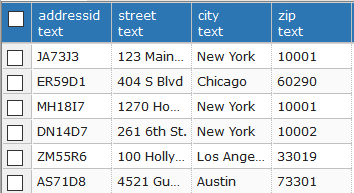 addressid street city zip
text text text text
JA73J3 123 Main... New York 10001
ER59D1 404 S Blvd Chicago 60290
MH18I7 1270 Ho... New York 10001
DN14D7 261 6th St. New York 10002
ZM55R6 100 Holly... Los Ange... 33019
AS71D8 4521 Gu... Austin 73301